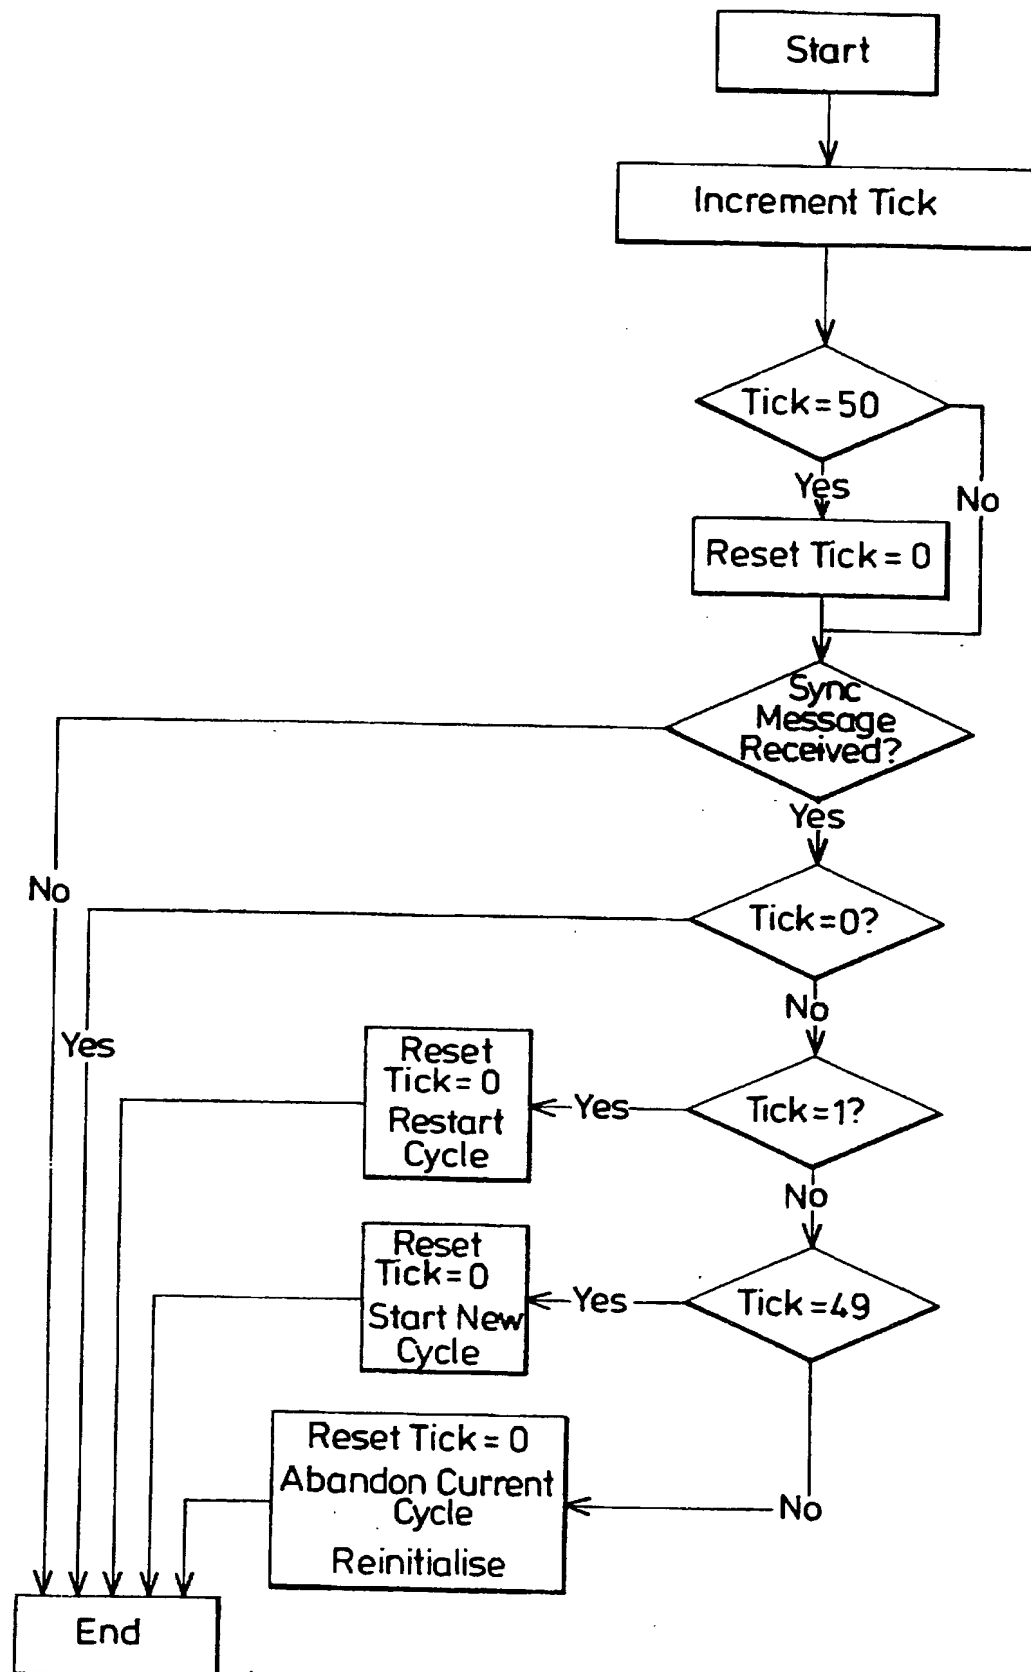 Start
Increment Tick
Tick=50
Yes
No
Reset Tick=0
Sync
Message
Received?
Yes
No
Tick=0?
No
Yes
Reset
Tick=0
Restart
Cycle
Yes
Tick=1?
No
Reset
Tick=0
Start New
Cycle
Yes
Tick=49
Reset Tick=0
Abandon Current
Cycle
Reinitialise
No
End